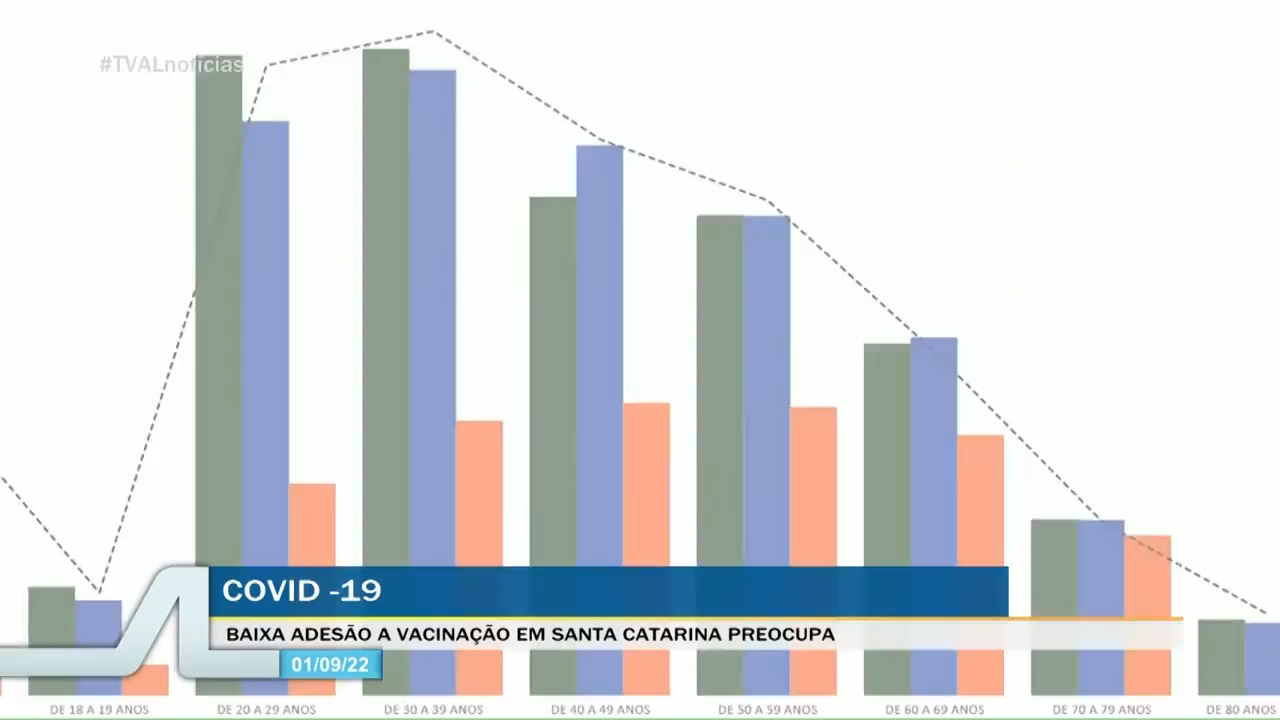 #TVALnotícias
COVID -19
BAIXA ADESÃO A VACINAÇÃO EM SANTA CATARINA PREOCUPA
01/09/22
DE 18 A 19 ANOS DE 20 A 29 ANOS DE 30 A 39 ANOS DE 40 A 49 ANOS DE 50 A 59 ANOS DE 60 A 69 ANOS DE 70 A 79 ANOS DE 80 ANOS